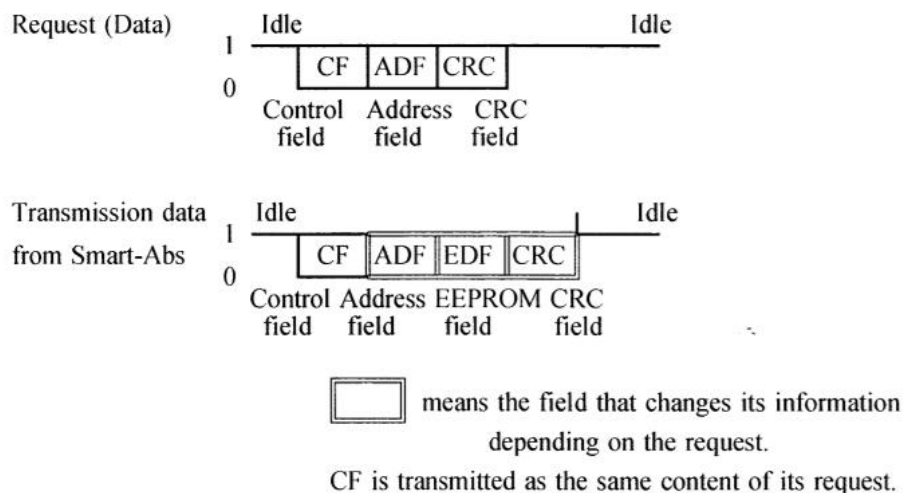 Request (Data) Idle Idle
1
CF ADF CRC
0
Control Address CRC
field field field
Transmission data Idle Idle
1
from Smart-Abs CF ADF EDF CRC
0
Control Address EEPROM CRC
field field field field
means the field that changes its information
depending on the request.
CF is transmitted as the same content of its request.